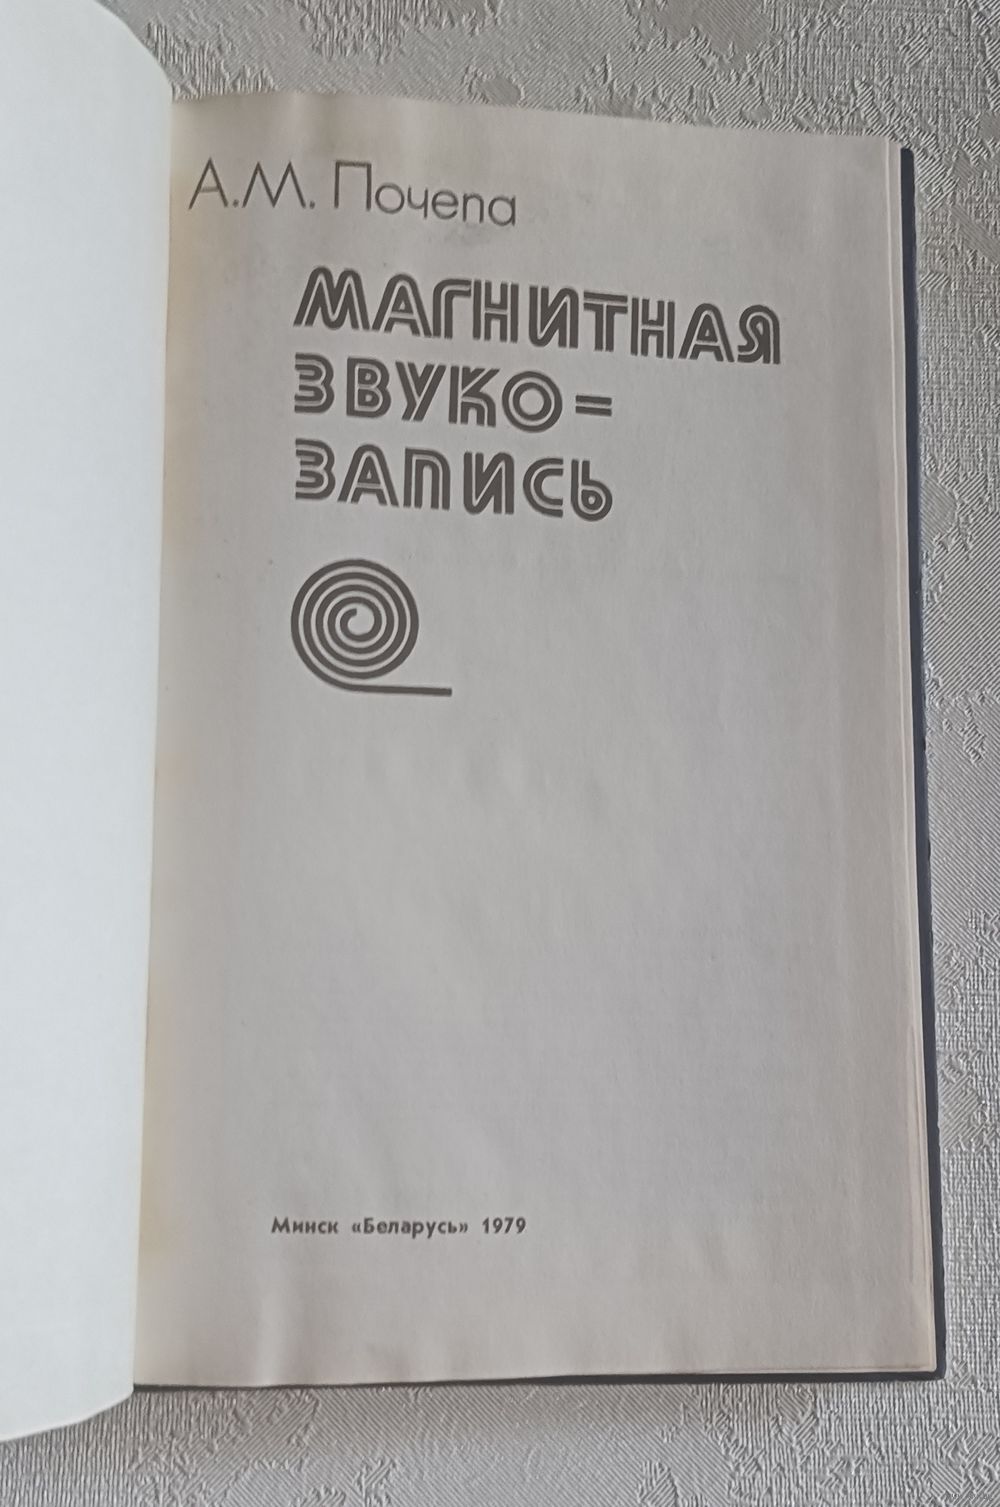 А.М. Почепа
МАГНИТНАЯ
ЗВУКО=
ЗАПИСЬ
Минск «Беларусь» 1979